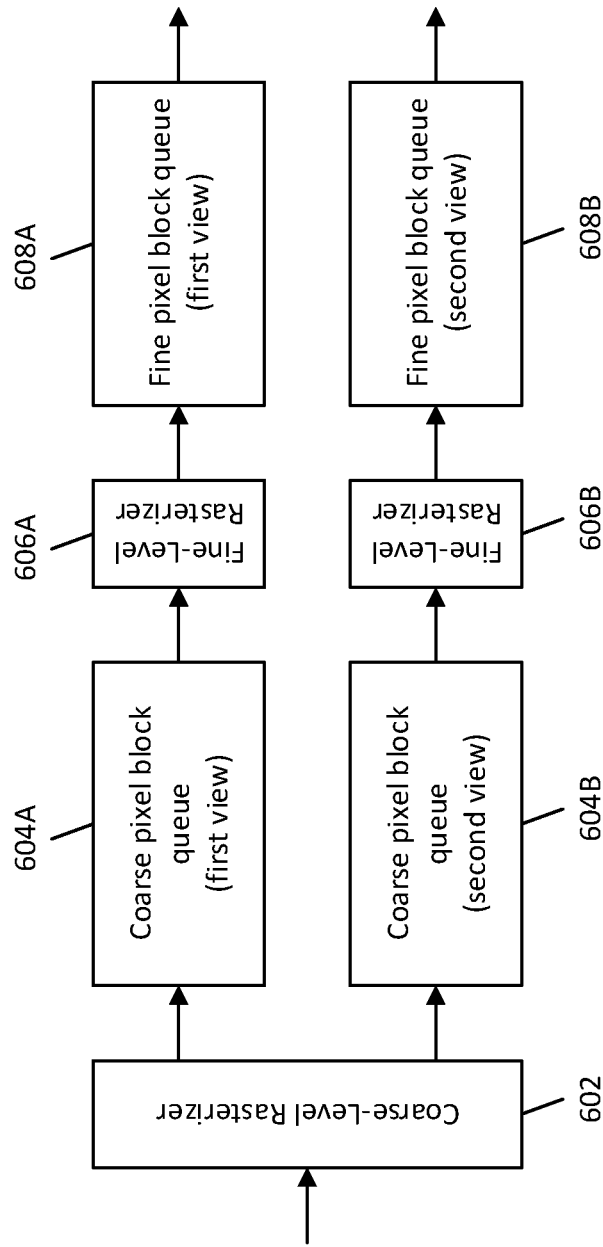 602
Coarse-Level Rasterizer
604A
Coarse pixel block
queue
(first view)
606A
Fine-Level
Rasterizer
608A
Fine pixel block queue
(first view)
604B
Coarse pixel block
queue
(second view)
606B
Fine-Level
Rasterizer
608B
Fine pixel block queue
(second view)